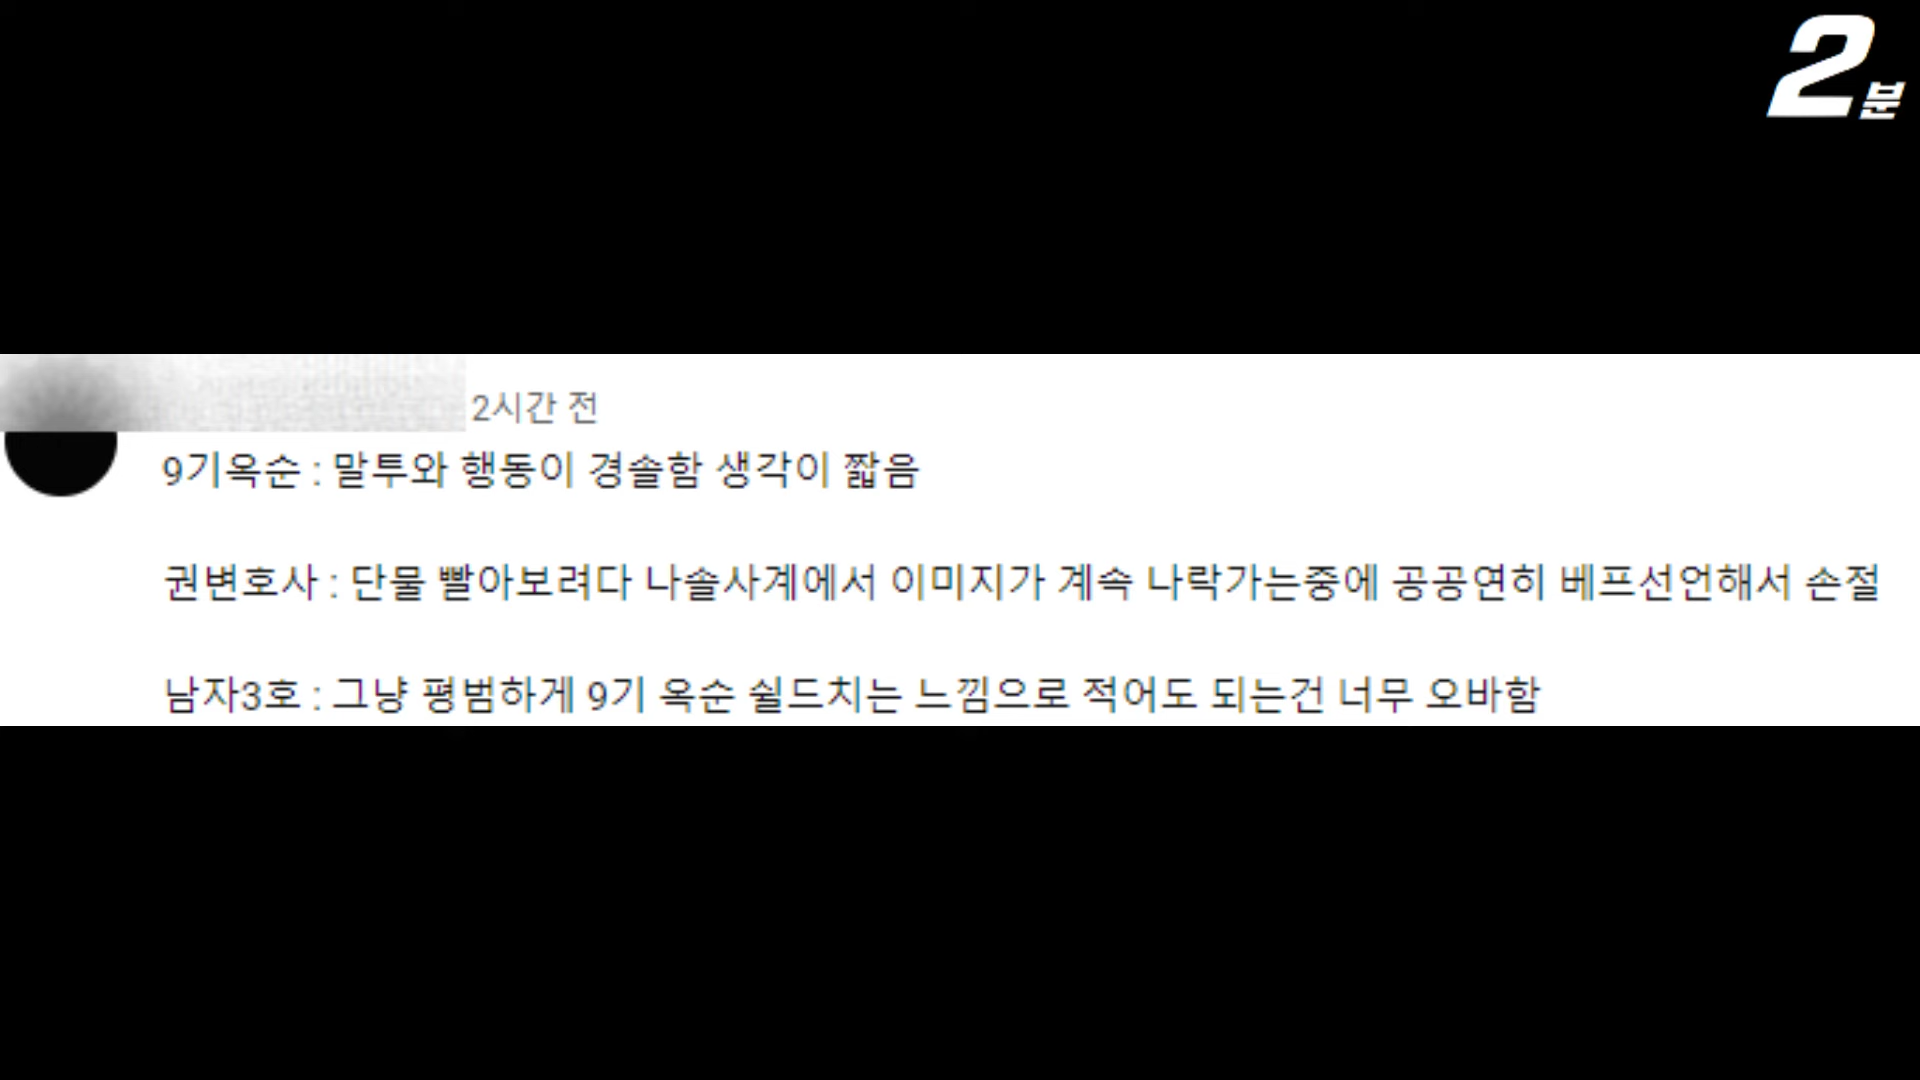 2분
2시간 전
9기옥순 : 말투와 행동이 경솔함 생각이 짧음
권변호사 : 단물 빨아보려다 나솔사계에서 이미지가 계속 나락가는중에 공공연히 베프선언해서 손절
남자3호 : 그냥 평범하게 9기 옥순 쉴드치는 느낌으로 적어도 되는건 너무 오바함